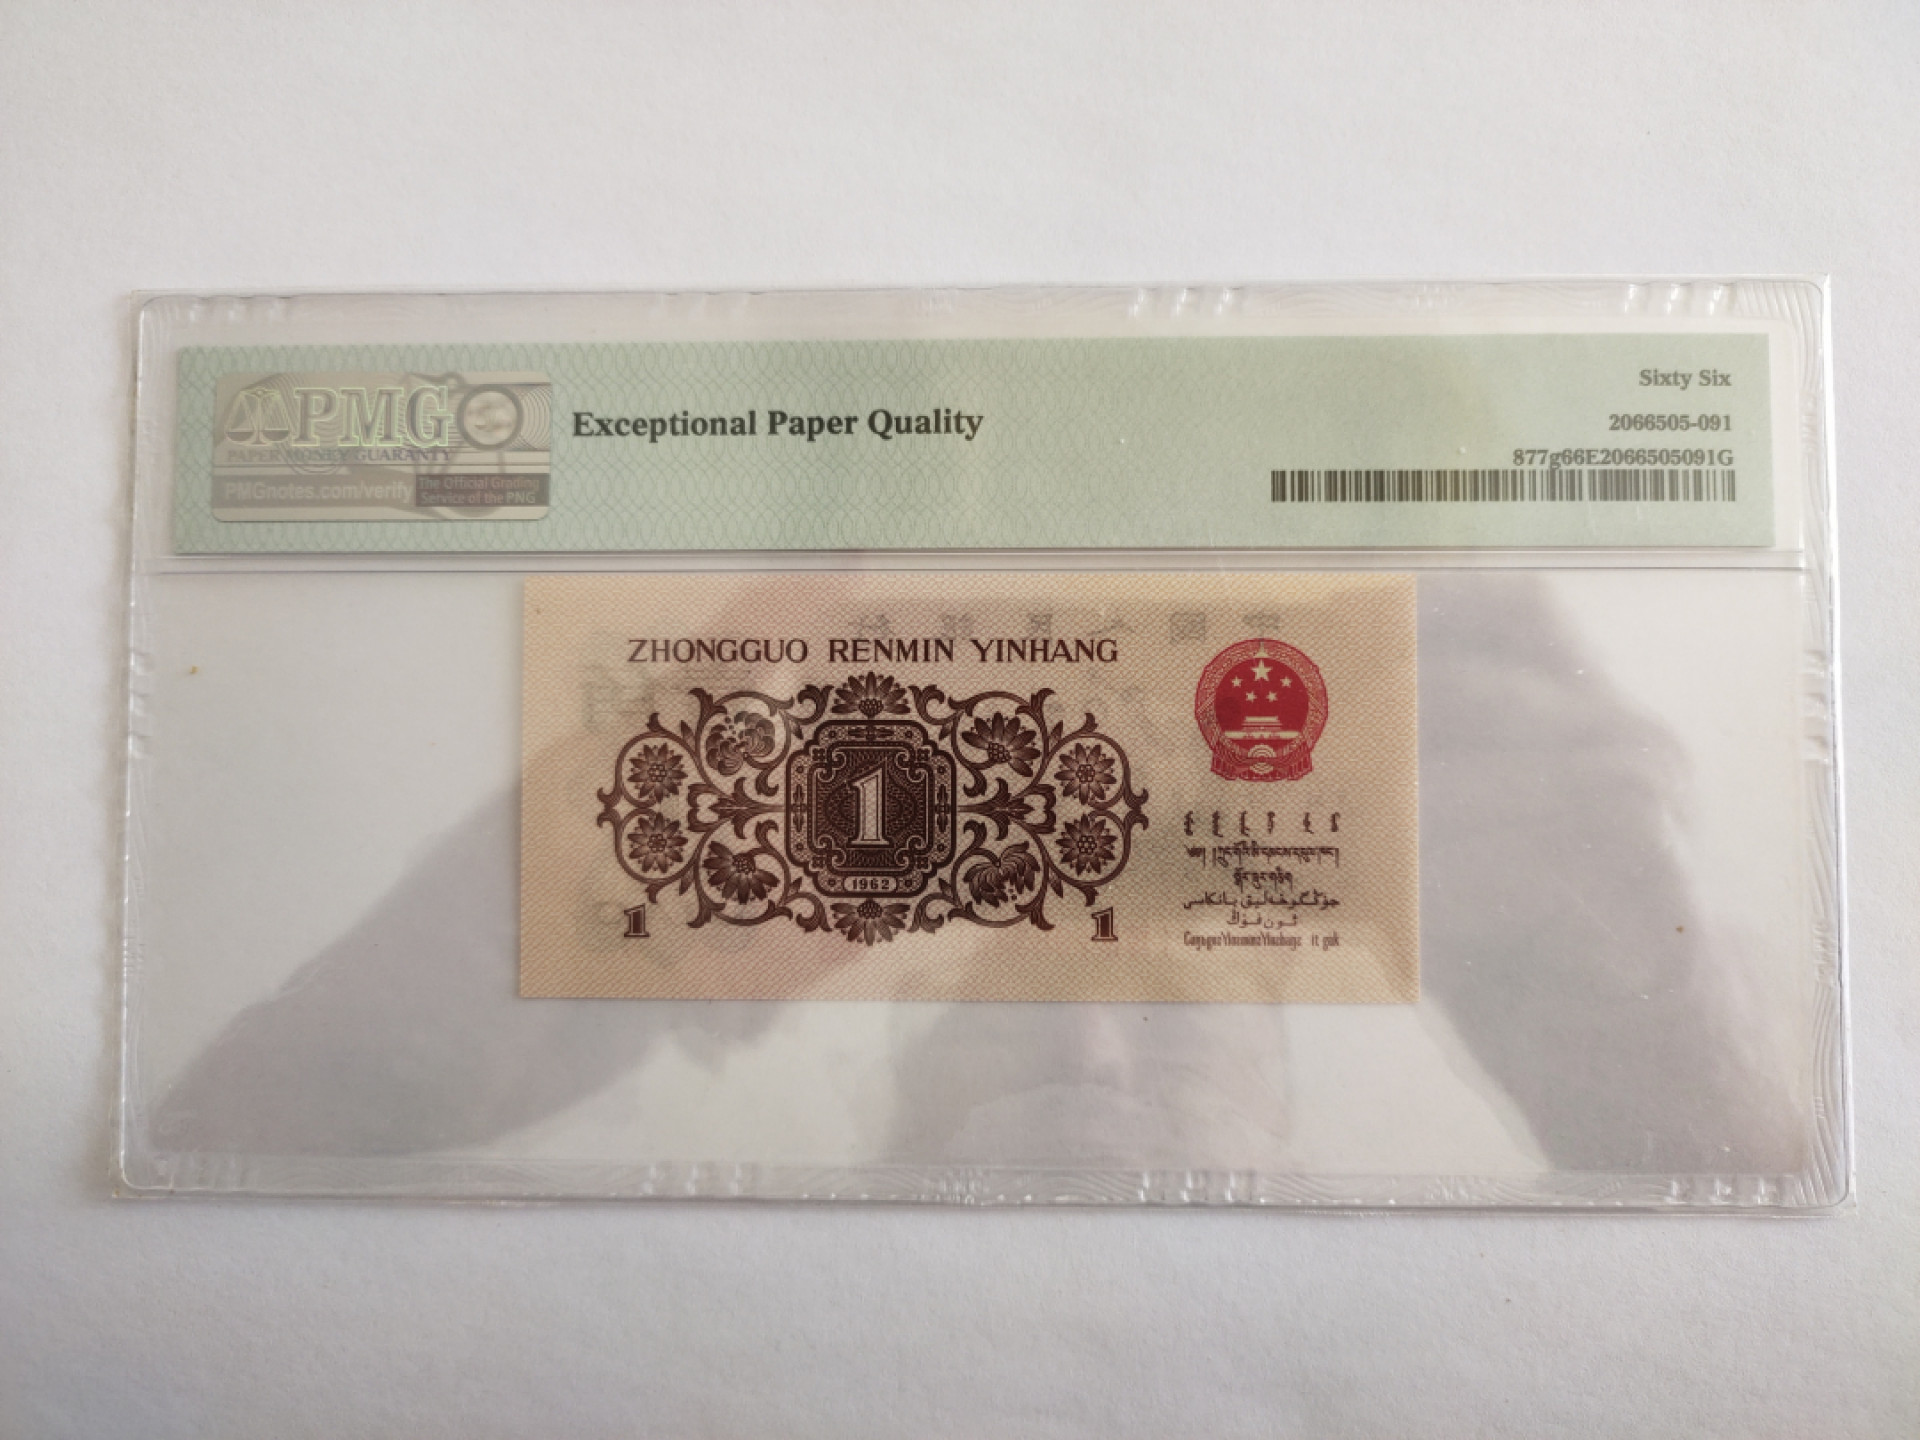 PMG
PAPER MONEY GUARANTY
PMGnotes.com/verify
The Official Grading
Service of the PNG
Exceptional Paper Quality
Sixty Six
2066505-091
877g66E2066505091G
ZHONGGUO RENMIN YINHANG
1
1962
1
1